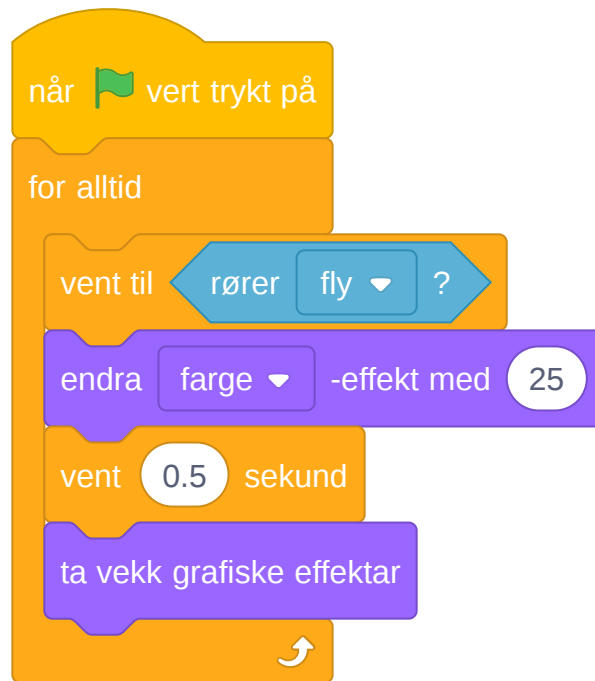 når vert trykt på
for alltid
vent til rører fly ?
endra farge -effekt med 25
vent 0.5 sekund
ta vekk grafiske effektar